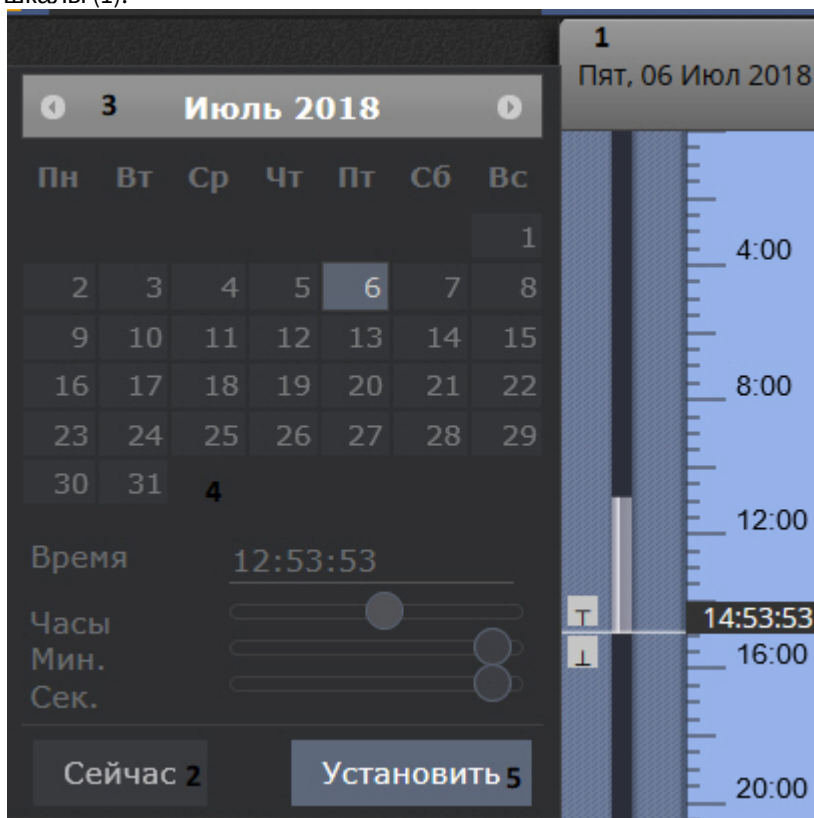 шкалы (1).
1
Пят, 06 Июл 2018
3 Июль 2018
Пн Вт Ср Чт Пт Сб Вс
1
2 3 4 5 6 7 8
9 10 11 12 13 14 15
16 17 18 19 20 21 22
23 24 25 26 27 28 29
30 31 4
Время 12:53:53
Часы
Мин.
Сек.
Сейчас 2 Установить 5
4:00
8:00
12:00
14:53:53
16:00
20:00